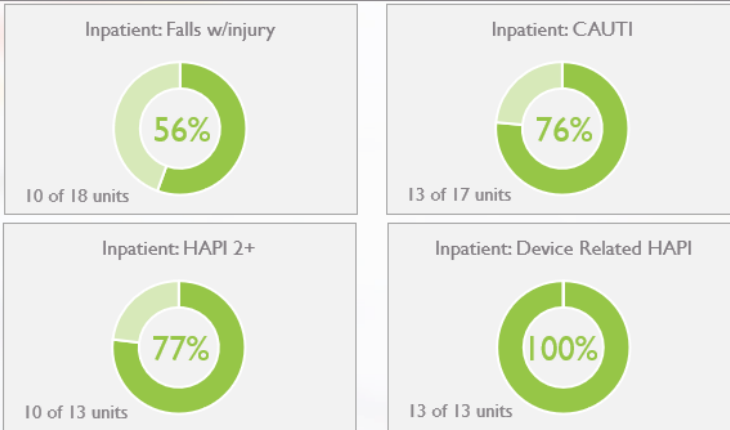 Inpatient: Falls w/injury
56%
10 of 18 units
Inpatient: CAUTI
76%
13 of 17 units
Inpatient: HAPI 2+
77%
10 of 13 units
Inpatient: Device Related HAPI
100%
13 of 13 units